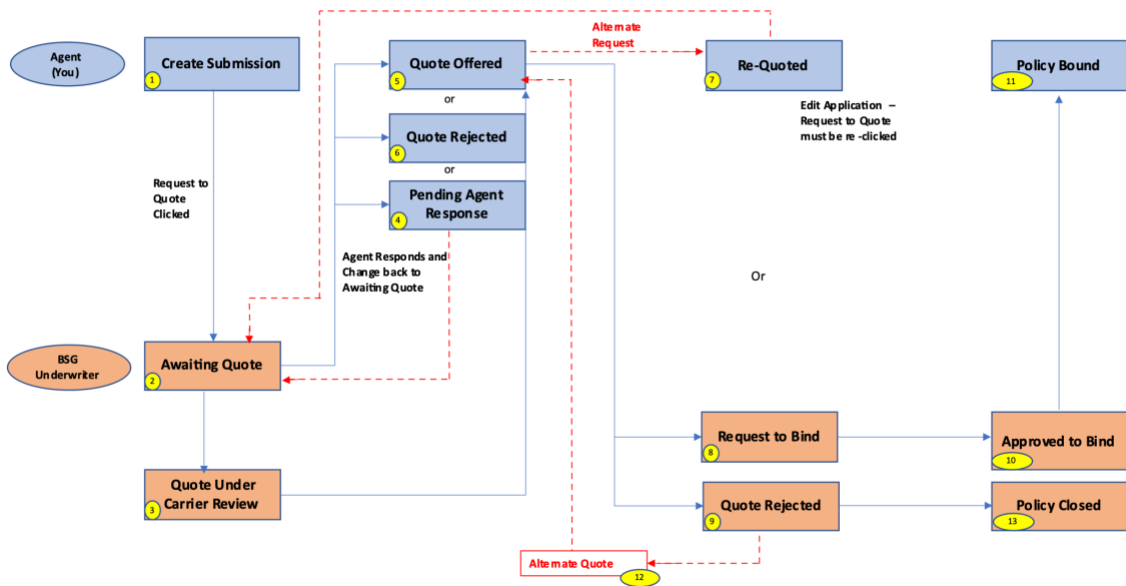 Agent
(You)
Create Submission
1
Quote Offered
5
Alternate
Request
Re-Quoted
7
Policy Bound
11
or
Edit Application –
Request to Quote
must be re -clicked
Quote Rejected
6
or
Pending Agent
Response
4
Request to
Quote
Clicked
Agent Responds and
Change back to
Awaiting Quote
Or
BSG
Underwriter
Awaiting Quote
2
Request to Bind
8
Approved to Bind
10
Quote Under
Carrier Review
3
Quote Rejected
9
Policy Closed
13
Alternate Quote
12